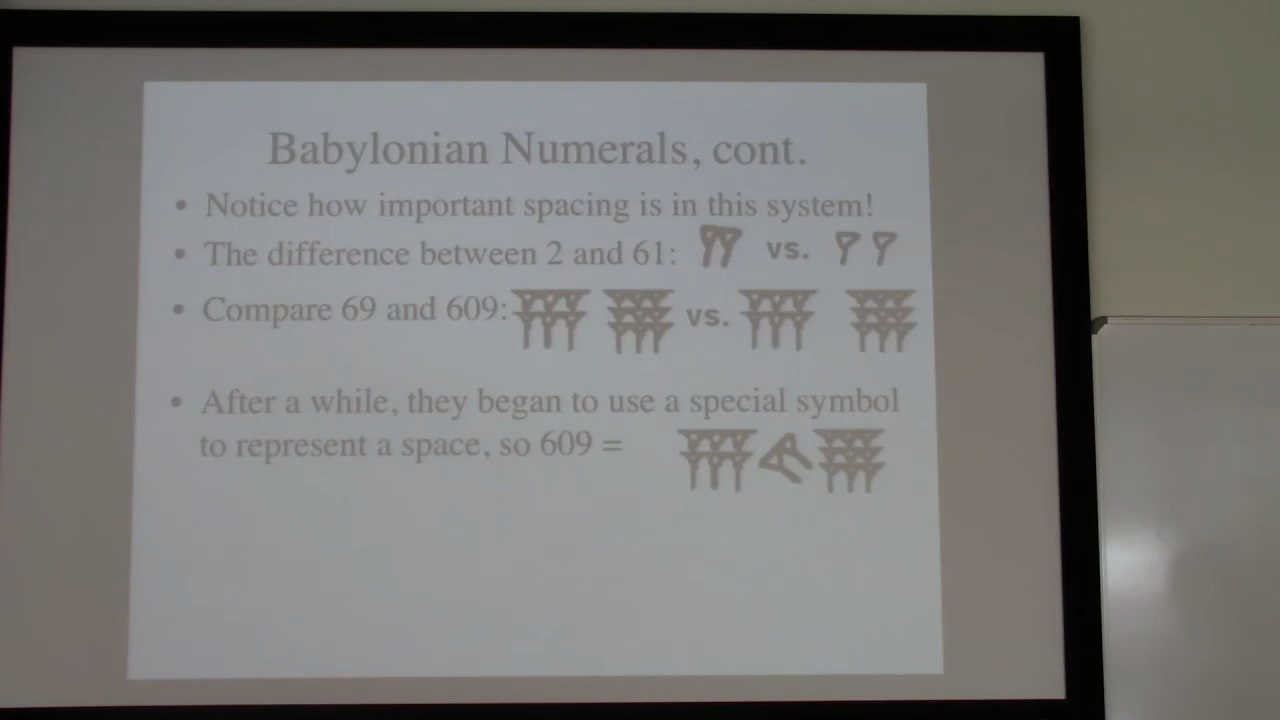 Babylonian Numerals, cont.
• Notice how important spacing is in this system!
• The difference between 2 and 61: 𒁹𒁹 vs. 𒁹 𒁹
• Compare 69 and 609: 𒐚 𒐝 vs. 𒐚 𒐝
• After a while, they began to use a special symbol
to represent a space, so 609 = 𒐚 𒑊 𒐝